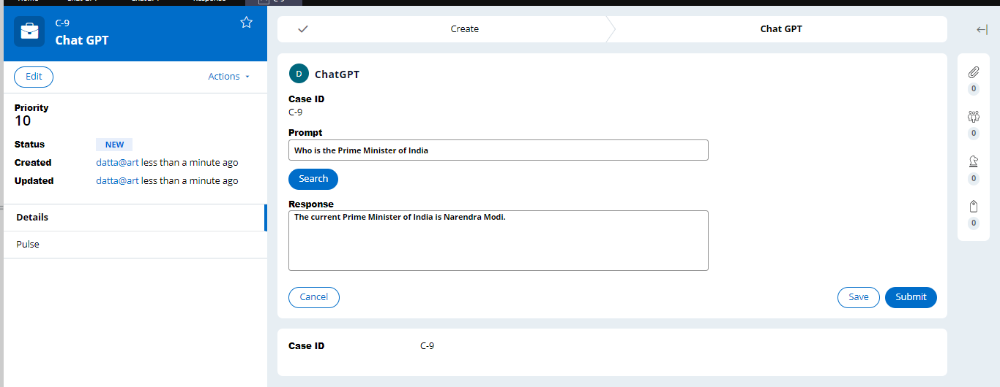 C-9
Chat GPT
Edit
Actions
Priority
10
Status NEW
Created datta@art less than a minute ago
Updated datta@art less than a minute ago
Details
Pulse
Create
Chat GPT
D ChatGPT
Case ID
C-9
Prompt
Who is the Prime Minister of India
Search
Response
The current Prime Minister of India is Narendra Modi.
Cancel
Save
Submit
Case ID C-9
0
0
0
0